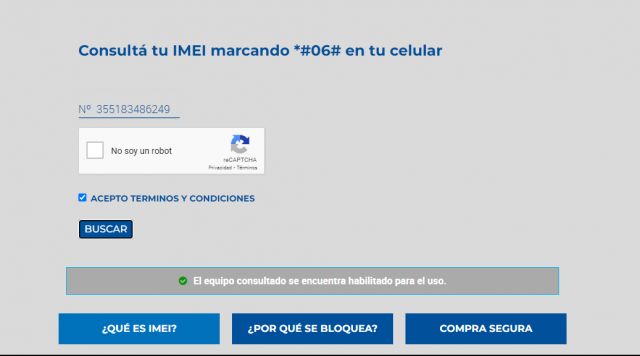 Consultá tu IMEI marcando *#06# en tu celular
Nº 355183486249
No soy un robot
reCAPTCHA
Privacidad - Términos
ACEPTO TERMINOS Y CONDICIONES
BUSCAR
El equipo consultado se encuentra habilitado para el uso.
¿QUÉ ES IMEI?
¿POR QUÉ SE BLOQUEA?
COMPRA SEGURA